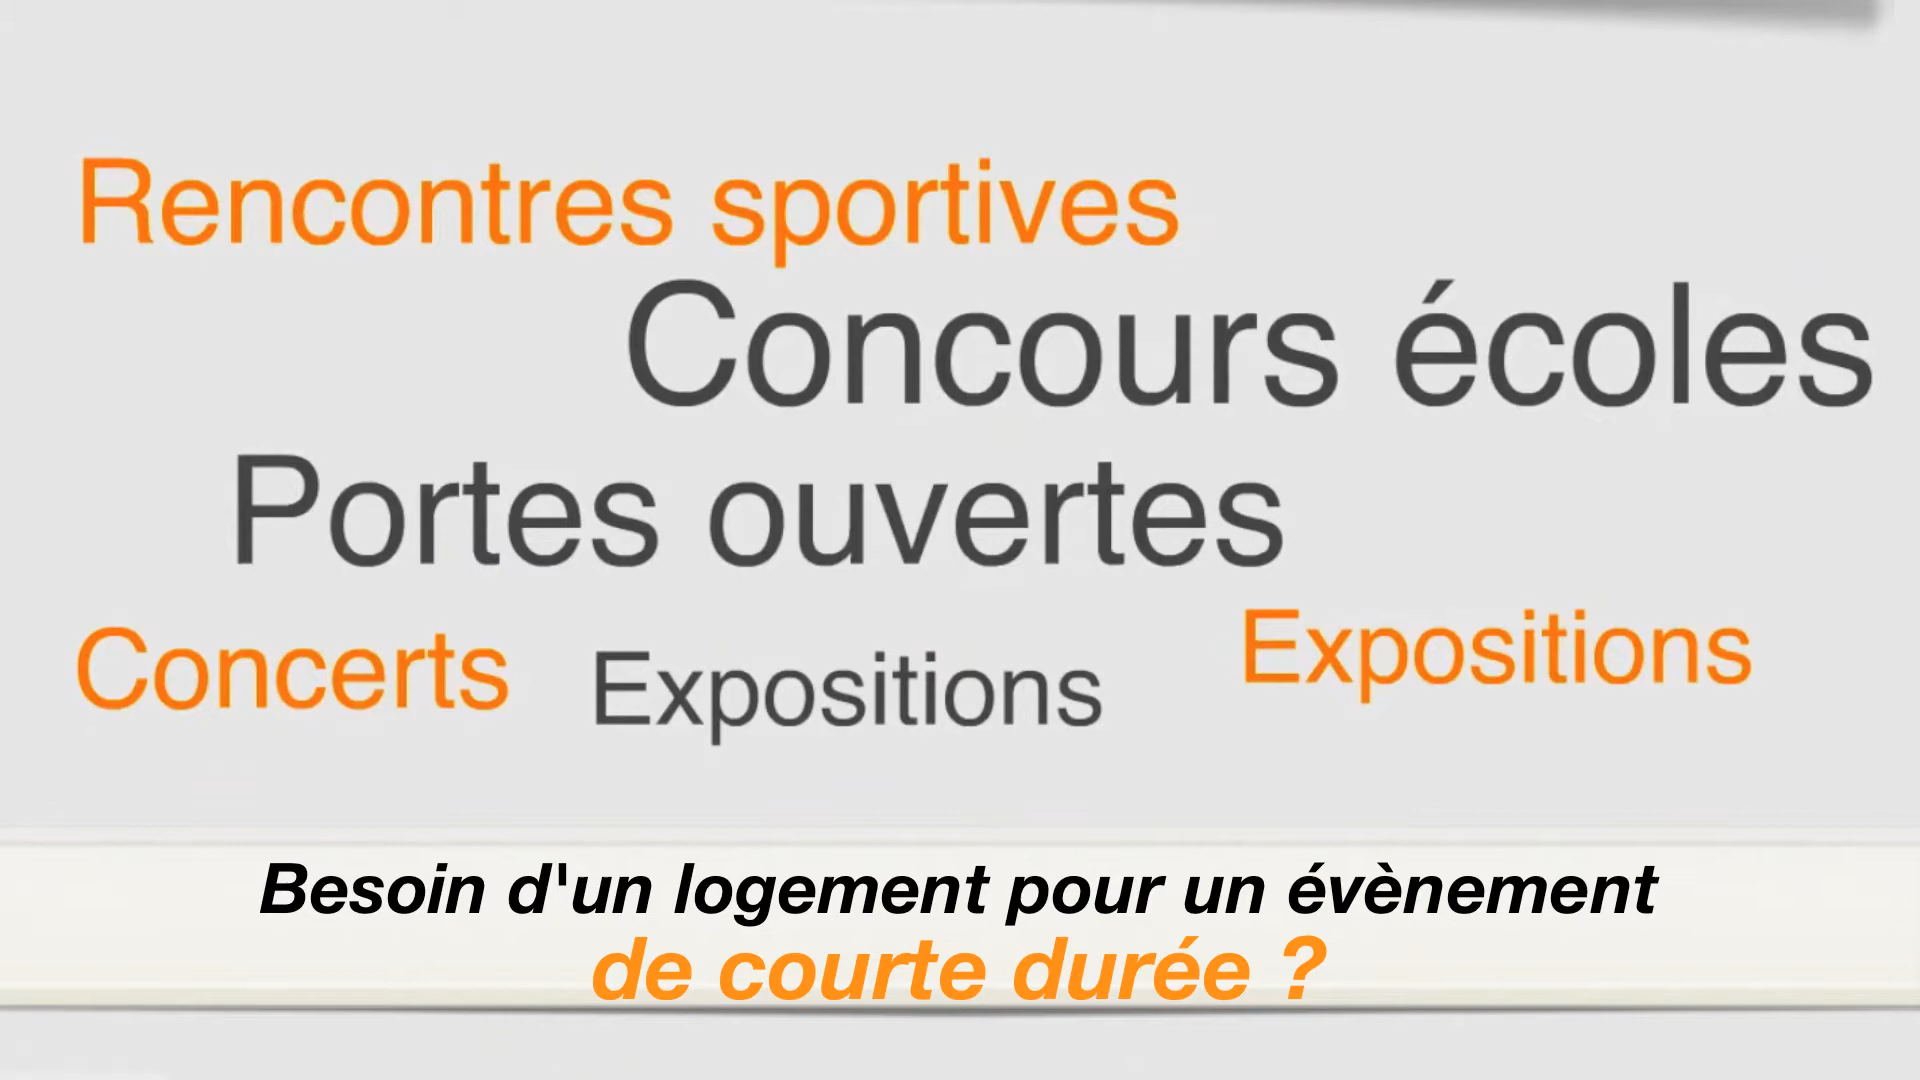 Rencontres sportives
Concours écoles
Portes ouvertes
Concerts
Expositions
Expositions
Besoin d'un logement pour un évènement
de courte durée ?